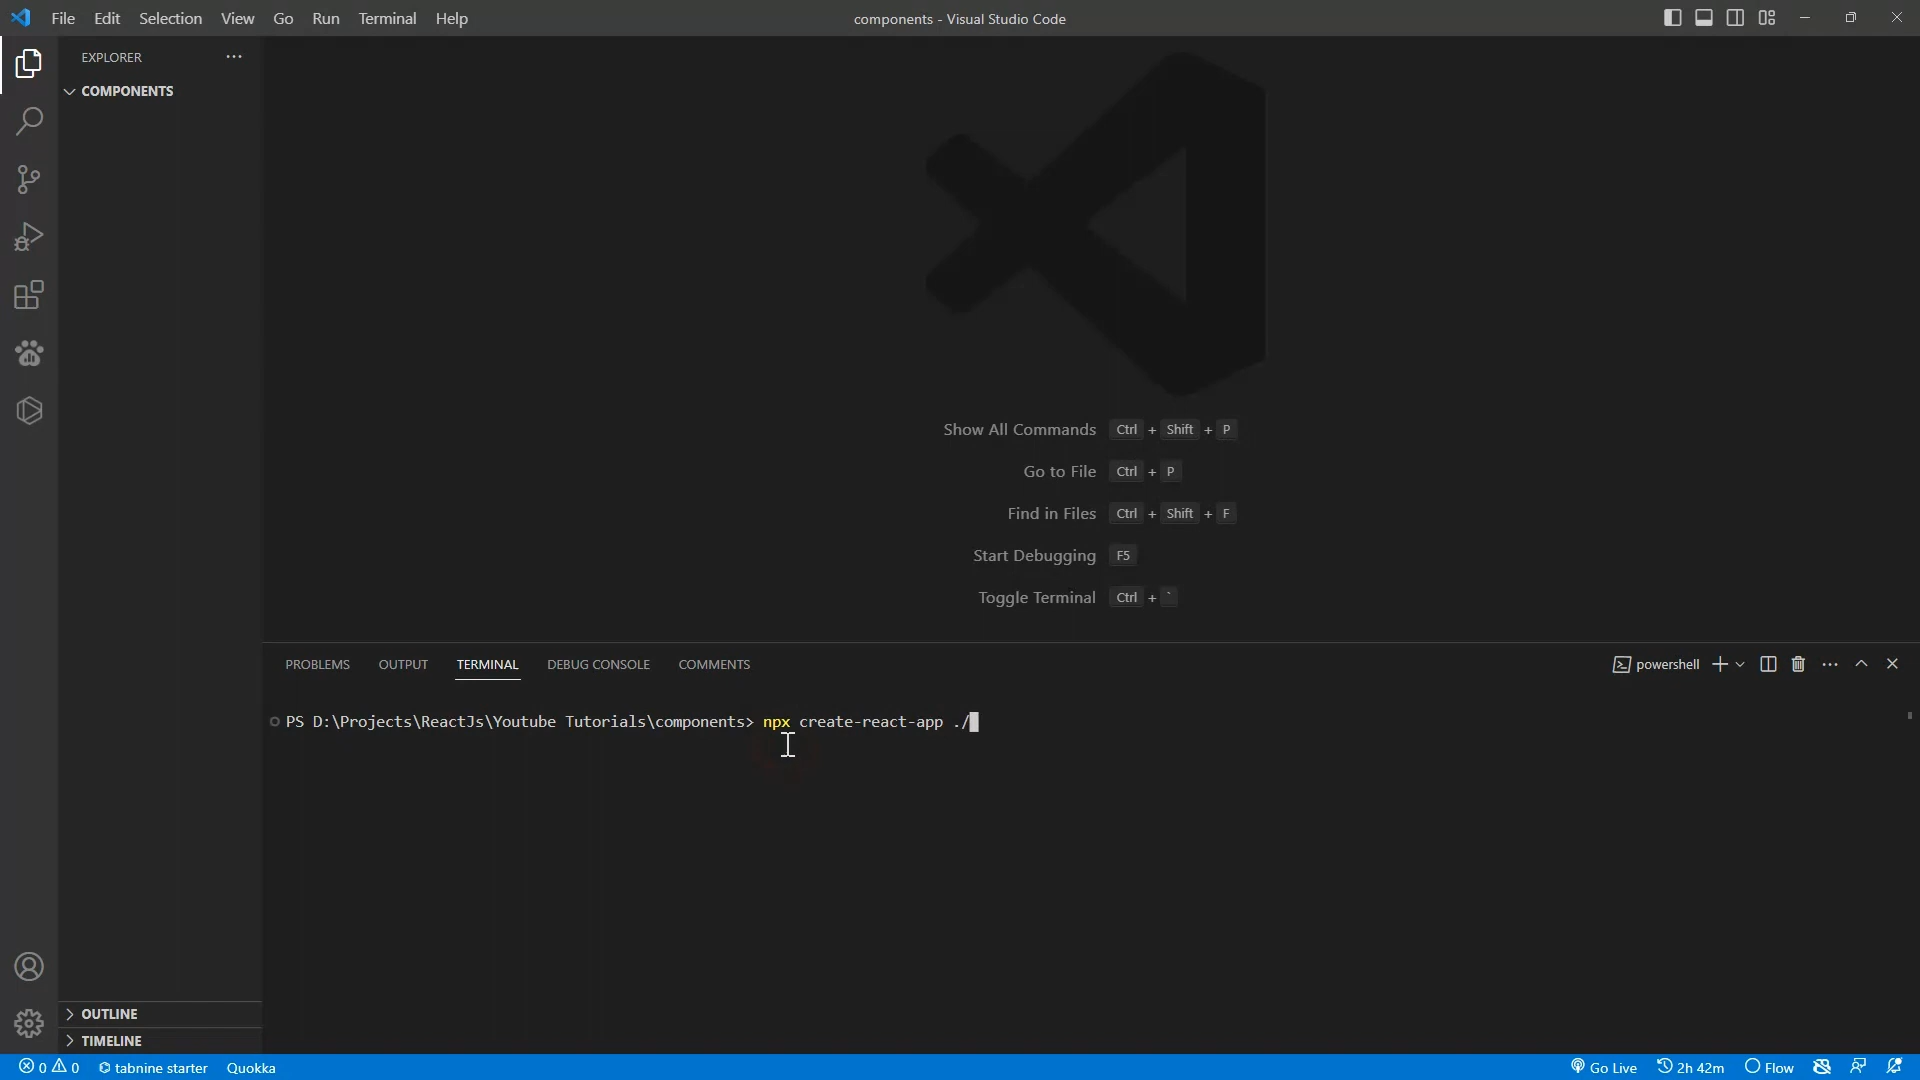 File Edit Selection View Go Run Terminal Help
components - Visual Studio Code
EXPLORER
COMPONENTS
Show All Commands Ctrl + Shift + P
Go to File Ctrl + P
Find in Files Ctrl + Shift + F
Start Debugging F5
Toggle Terminal Ctrl + `
PROBLEMS OUTPUT TERMINAL DEBUG CONSOLE COMMENTS
powershell
PS D:\Projects\ReactJs\Youtube Tutorials\components> npx create-react-app ./
OUTLINE
TIMELINE
0 0 tabnine starter Quokka
Go Live 2h 42m Flow